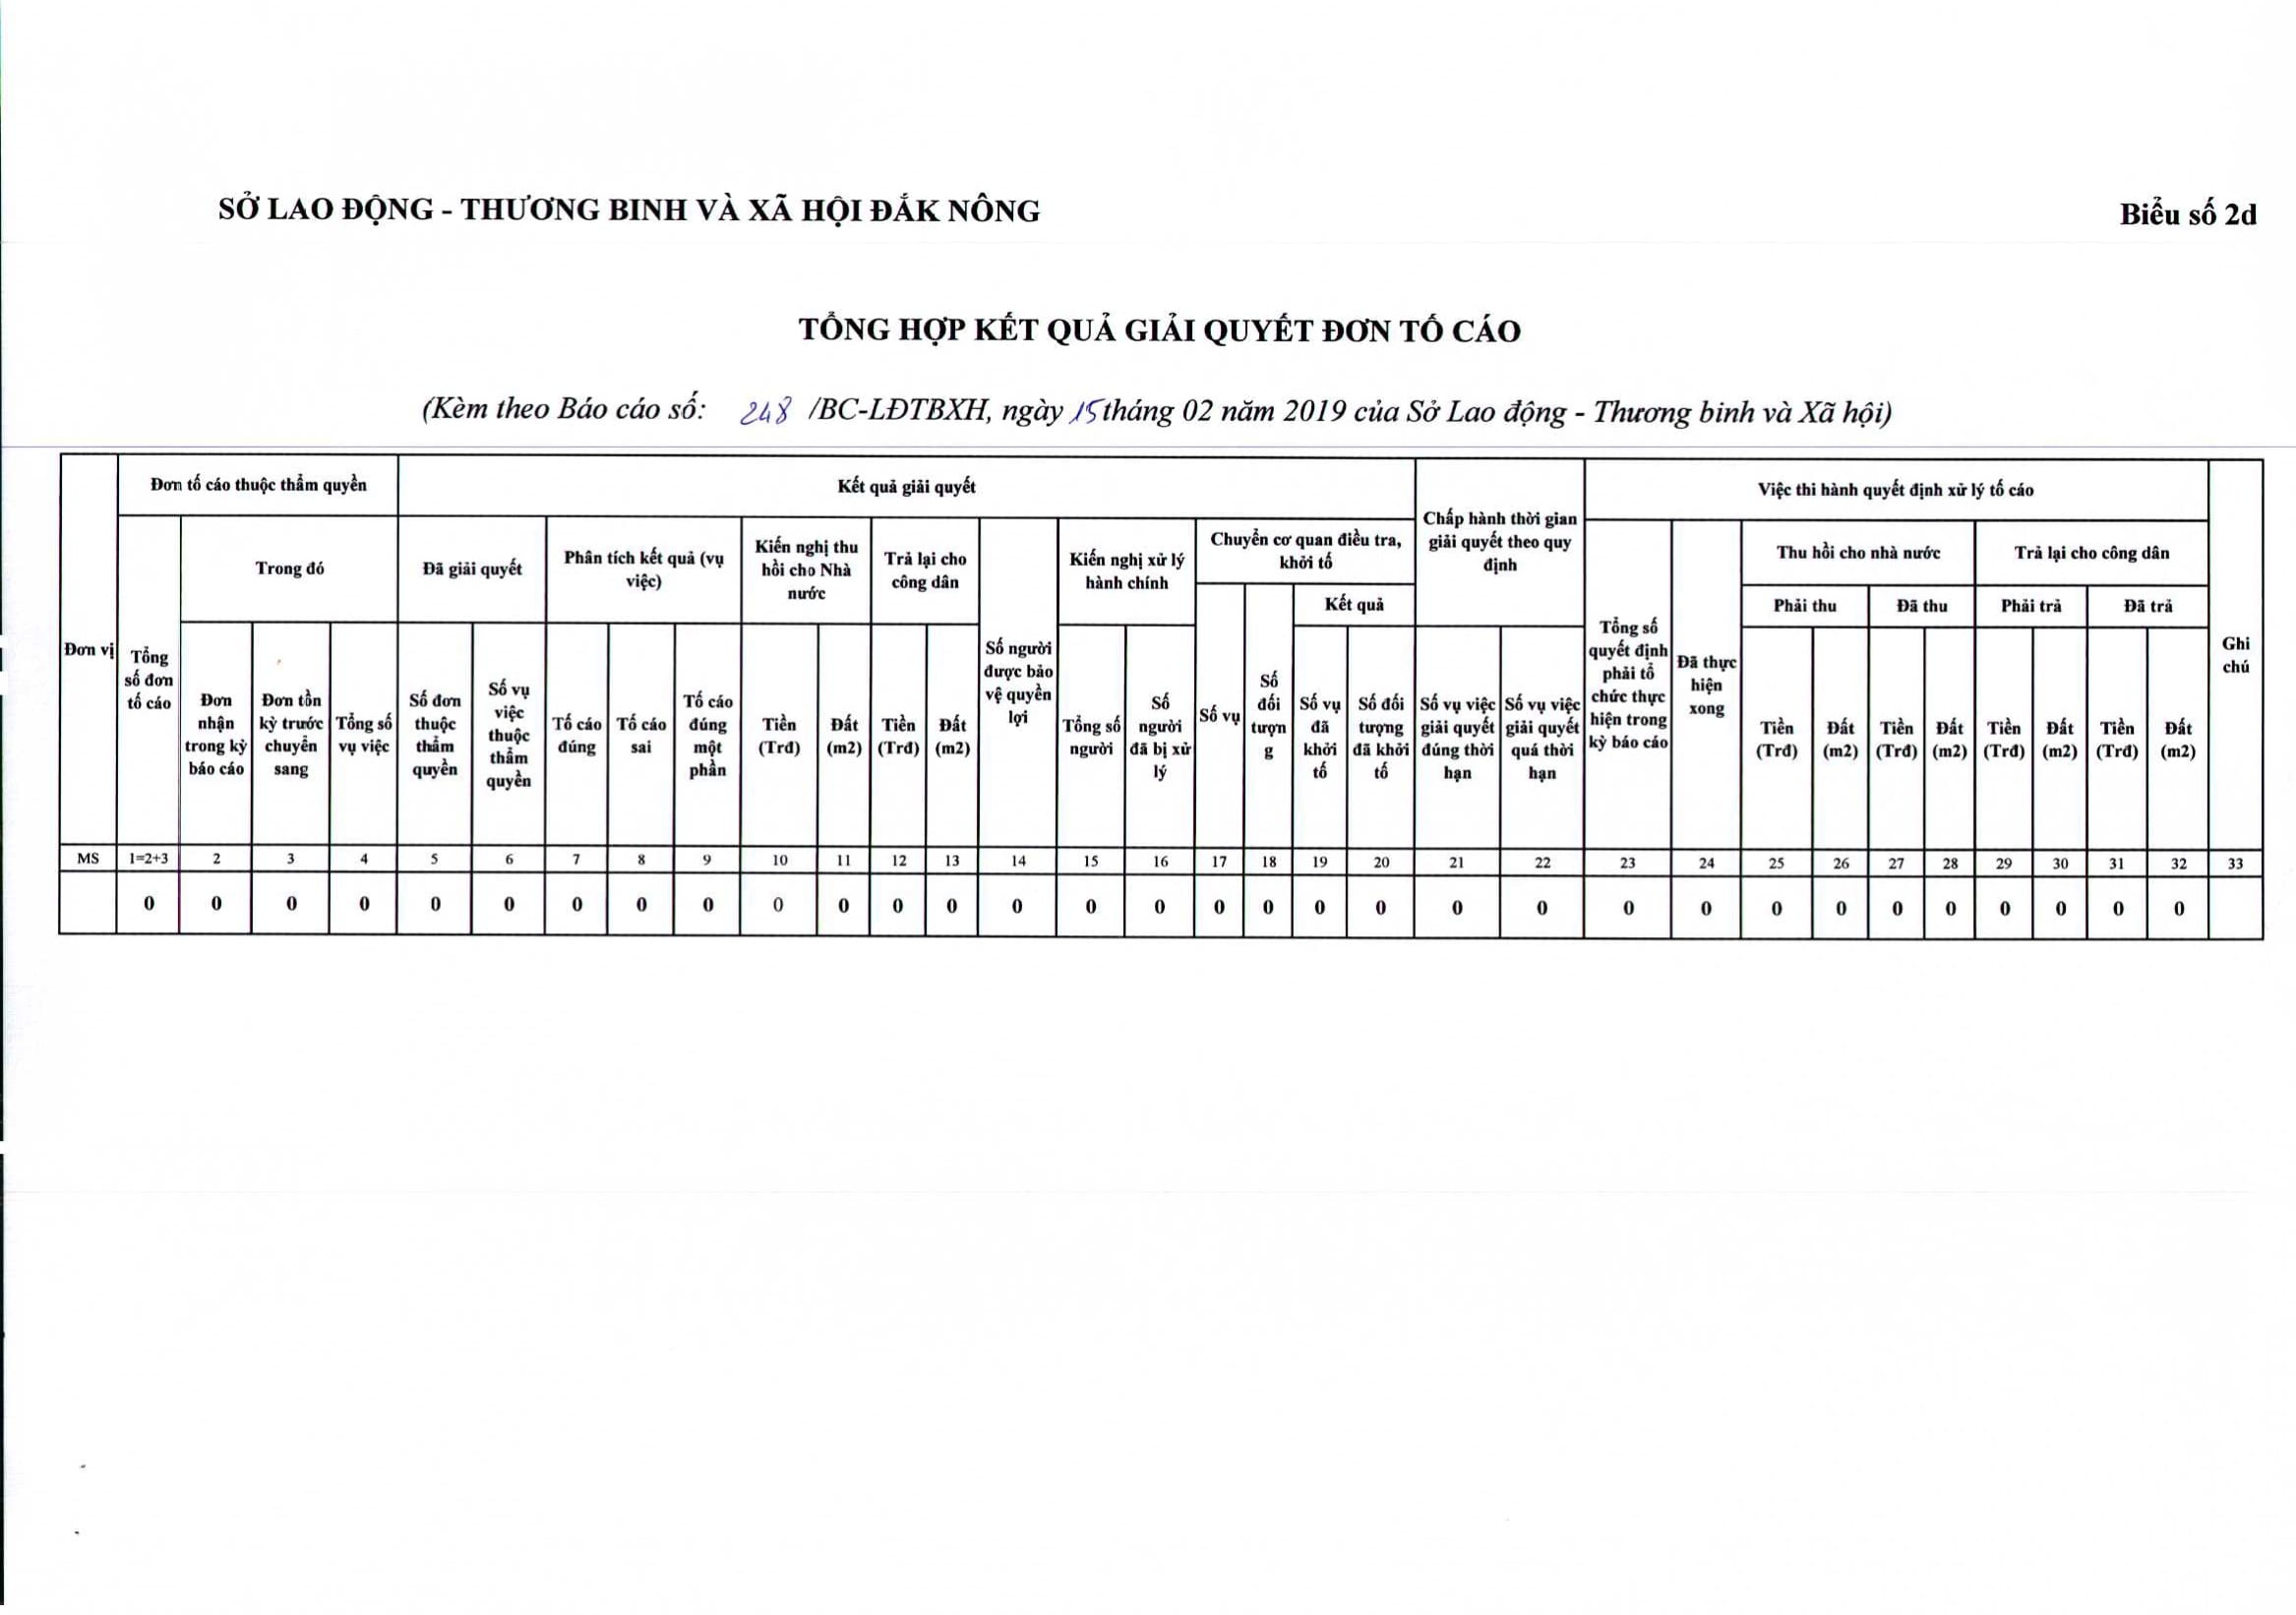 SỞ LAO ĐỘNG - THƯƠNG BINH VÀ XÃ HỘI ĐẮK NÔNG
Biểu số 2d
TỔNG HỢP KẾT QUẢ GIẢI QUYẾT ĐƠN TỐ CÁO
(Kèm theo Báo cáo số: 248 /BC-LĐTBXH, ngày 15 tháng 02 năm 2019 của Sở Lao động - Thương binh và Xã hội)
Đơn vị
Đơn tố cáo thuộc thẩm quyền
Tổng
số đơn
tố cáo
Trong đó
Đơn
nhận
trong kỳ
báo cáo
Đơn tồn
kỳ trước
chuyển
sang
Tổng số
vụ việc
Kết quả giải quyết
Đã giải quyết
Số đơn
thuộc
thẩm
quyền
Số vụ
việc
thuộc
thẩm
quyền
Phân tích kết quả (vụ
việc)
Tố cáo
đúng
Tố cáo
sai
Tố cáo
đúng
một
phần
Kiến nghị thu
hồi cho Nhà
nước
Tiền
(Trđ)
Đất
(m2)
Trả lại cho
công dân
Tiền
(Trđ)
Đất
(m2)
Số người
được bảo
vệ quyền
lợi
Kiến nghị xử lý
hành chính
Tổng số
người
Số
người
đã bị xử
lý
Chuyển cơ quan điều tra,
khởi tố
Số vụ
Số
đối
tượn
g
Kết quả
Số vụ
đã
khởi
tố
Số đối
tượng
đã khởi
tố
Chấp hành thời gian
giải quyết theo quy
định
Số vụ việc
giải quyết
đúng thời
hạn
Số vụ việc
giải quyết
quá thời
hạn
Việc thi hành quyết định xử lý tố cáo
Tổng số
quyết định
phải tổ
chức thực
hiện trong
kỳ báo cáo
Đã thực
hiện
xong
Thu hồi cho nhà nước
Phải thu
Tiền
(Trđ)
Đất
(m2)
Đã thu
Tiền
(Trđ)
Đất
(m2)
Trả lại cho công dân
Phải trả
Tiền
(Trđ)
Đất
(m2)
Đã trả
Tiền
(Trđ)
Đất
(m2)
Ghi
chú
MS 1=2+3 2 3 4 5 6 7 8 9 10 11 12 13 14 15 16 17 18 19 20 21 22 23 24 25 26 27 28 29 30 31 32 33
0 0 0 0 0 0 0 0 0 0 0 0 0 0 0 0 0 0 0 0 0 0 0 0 0 0 0 0 0 0 0 0